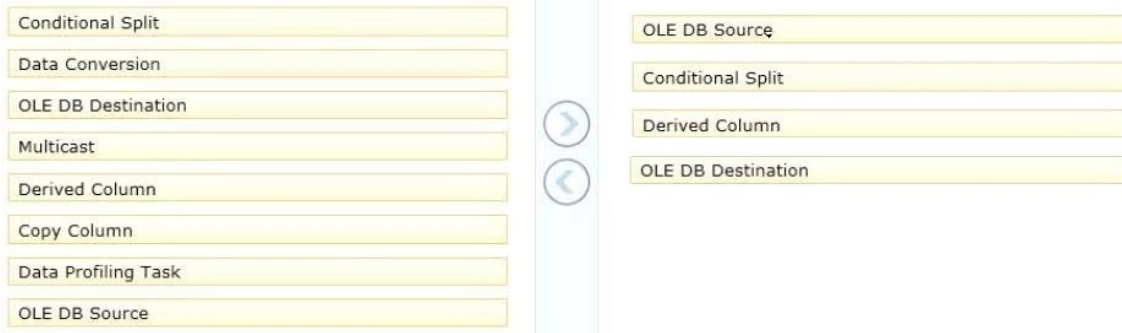 Conditional Split
Data Conversion
OLE DB Destination
Multicast
Derived Column
Copy Column
Data Profiling Task
OLE DB Source
OLE DB Source
Conditional Split
Derived Column
OLE DB Destination